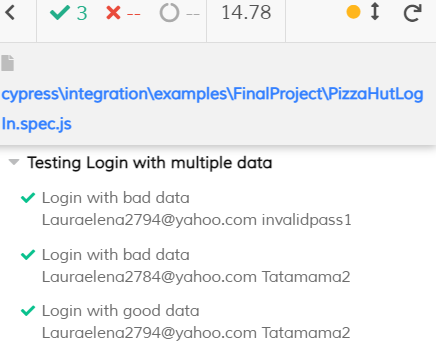 3 -- -- 14.78
cypress\integration\examples\FinalProject\PizzaHutLog
In.spec.js
Testing Login with multiple data
Login with bad data
Lauraelena2794@yahoo.com invalidpass1
Login with bad data
Lauraelena2784@yahoo.com Tatamama2
Login with good data
Lauraelena2794@yahoo.com Tatamama2